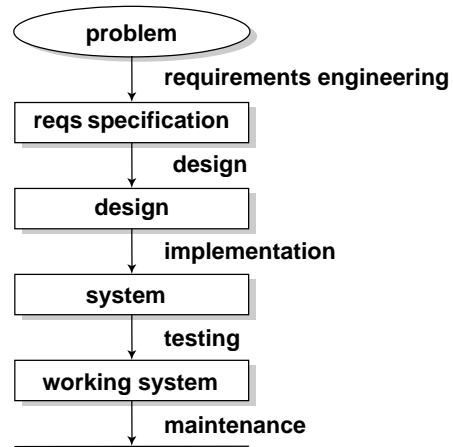 problem
requirements engineering
reqs specification
design
design
implementation
system
testing
working system
maintenance